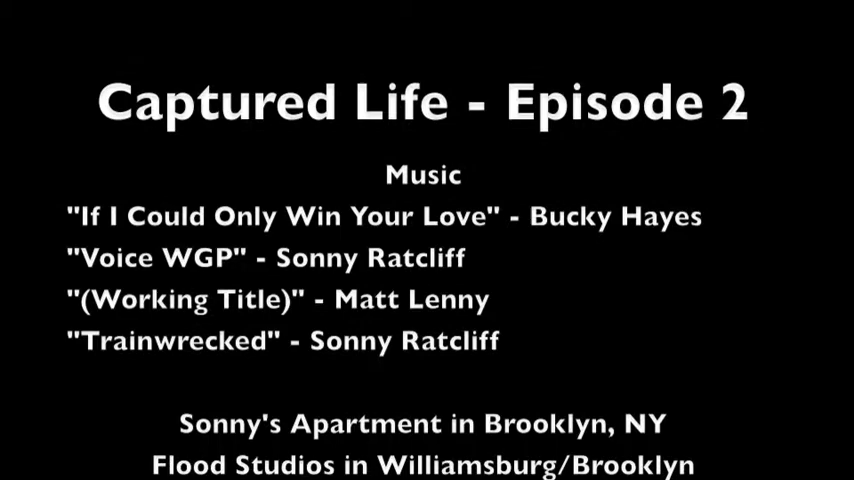 Captured Life - Episode 2
Music
"If I Could Only Win Your Love" - Bucky Hayes
"Voice WGP" - Sonny Ratcliff
"(Working Title)" - Matt Lenny
"Trainwrecked" - Sonny Ratcliff
Sonny's Apartment in Brooklyn, NY
Flood Studios in Williamsburg/Brooklyn